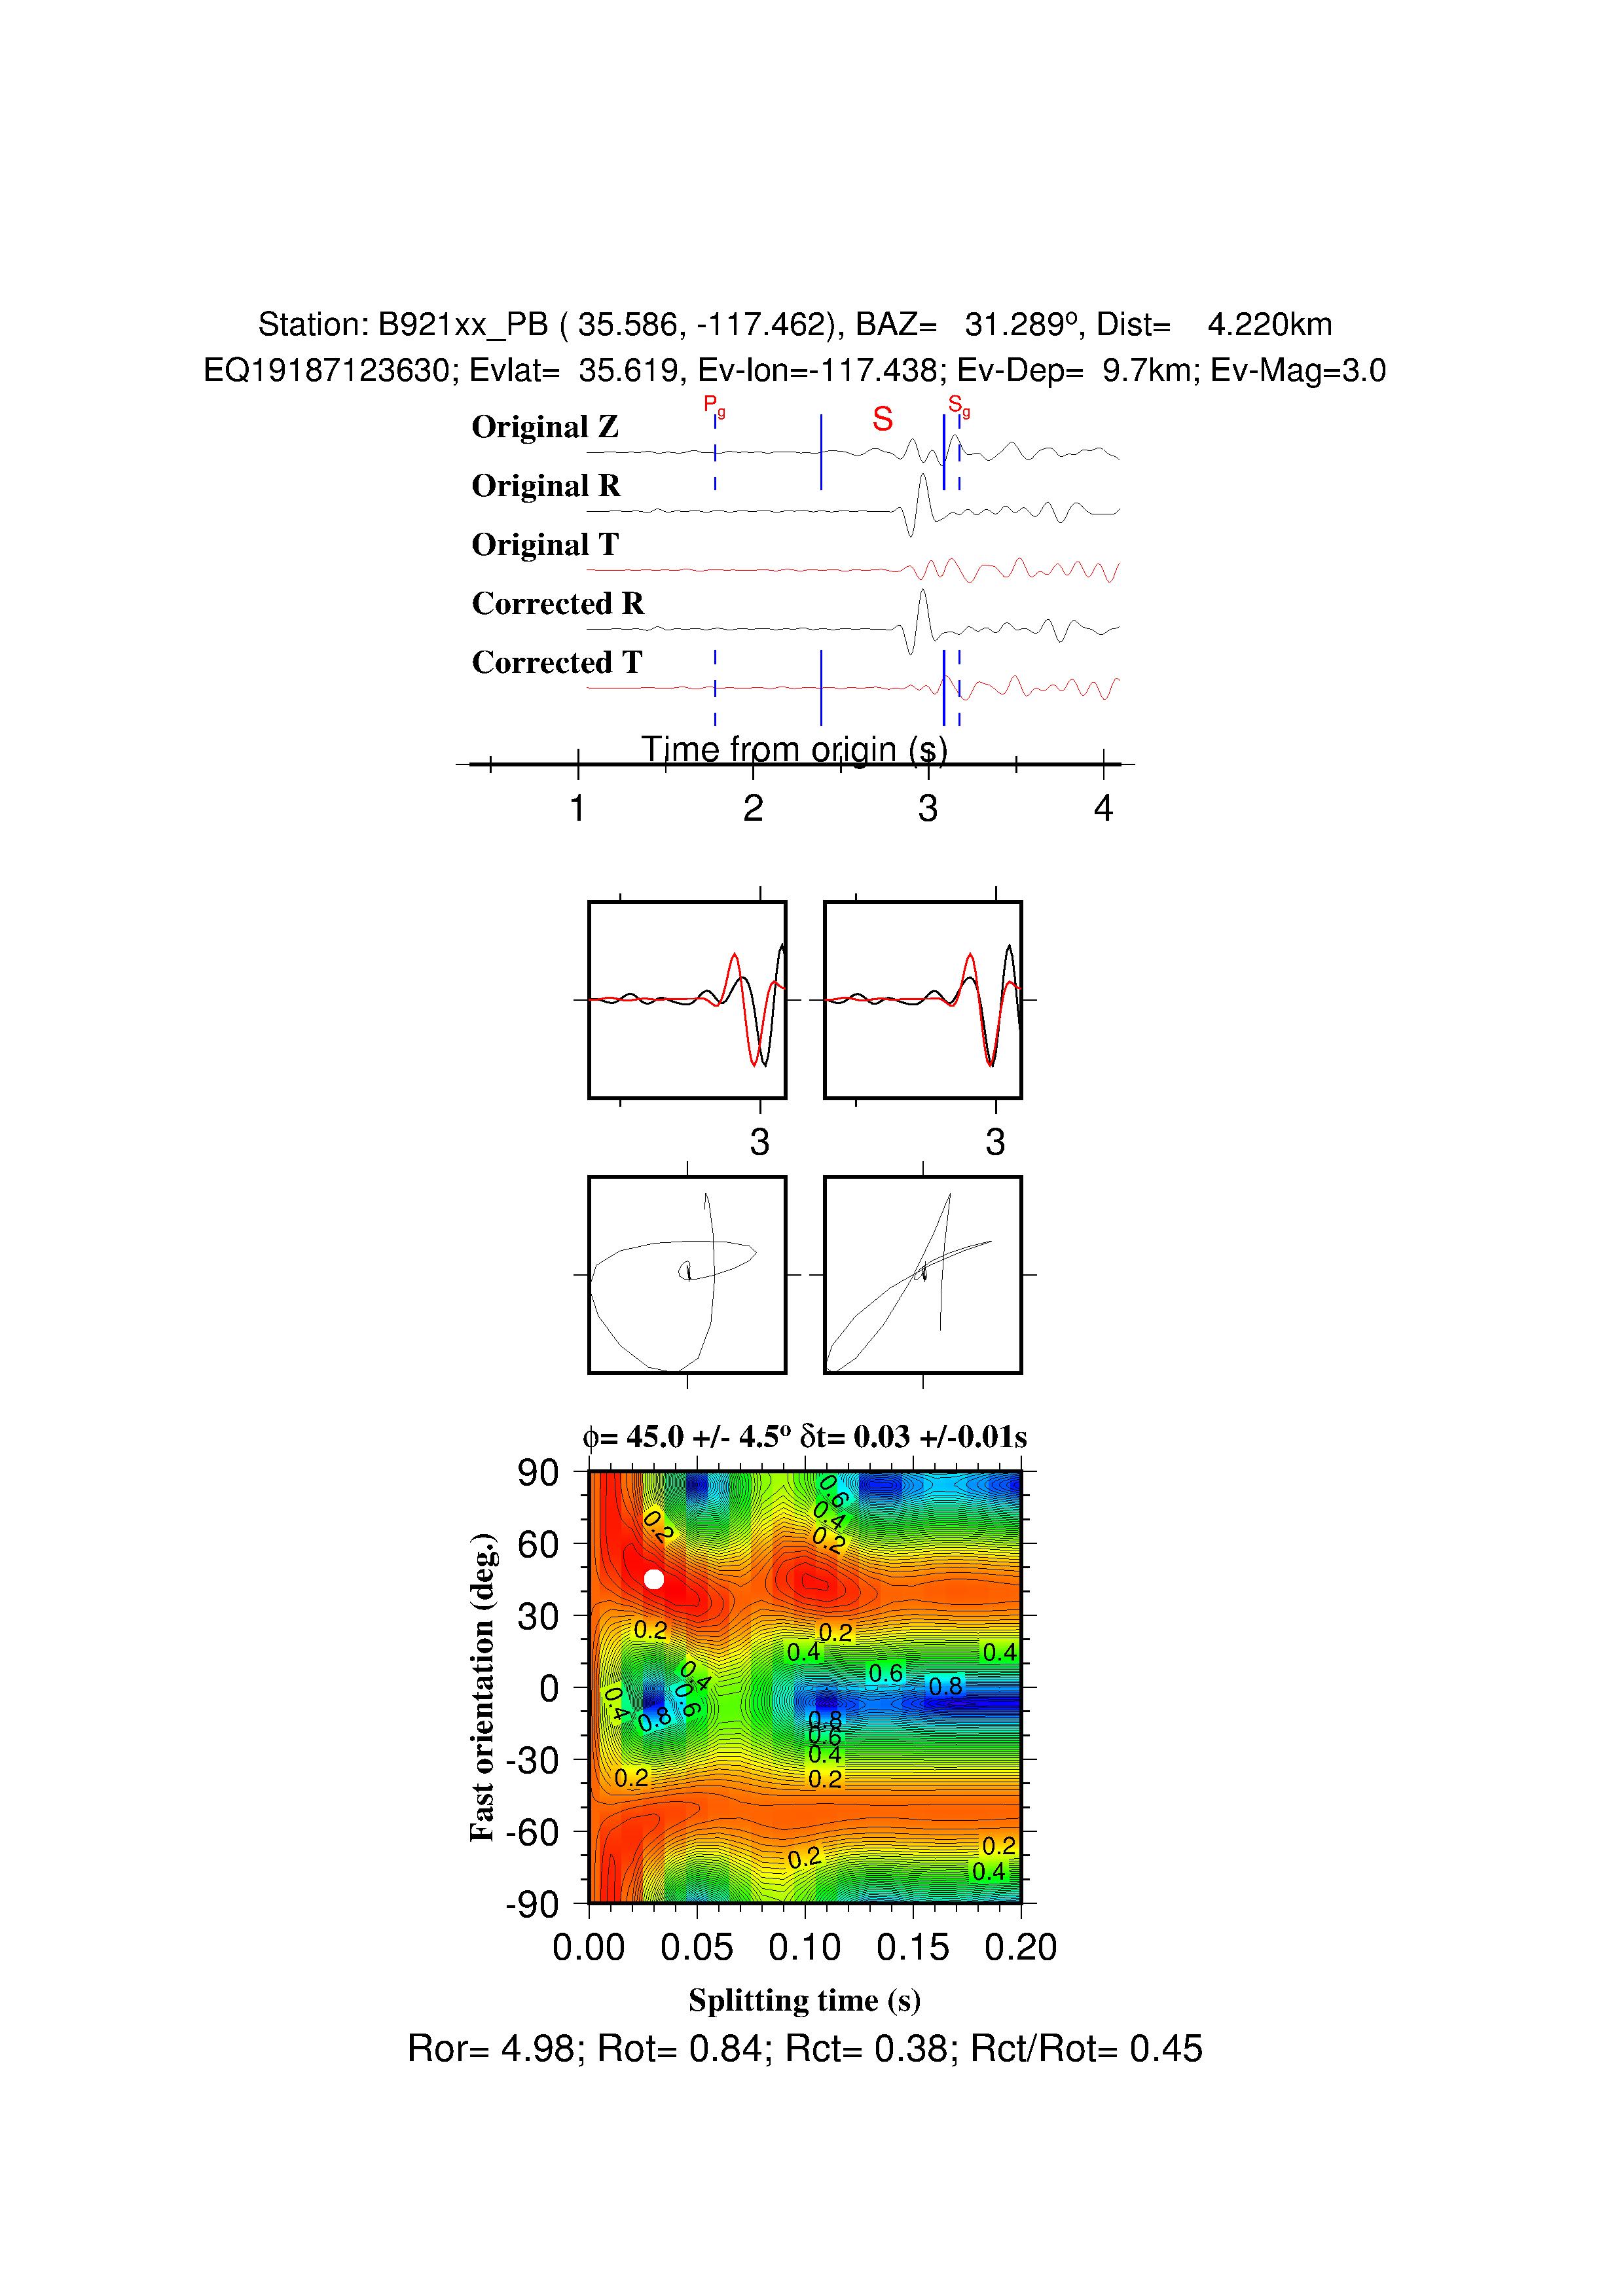 Station: B921xx_PB ( 35.586, -117.462), BAZ= 31.289º, Dist= 4.220km
EQ19187123630; Evlat= 35.619, Ev-lon=-117.438; Ev-Dep= 9.7km; Ev-Mag=3.0
Pg S Sg
Original Z
Original R
Original T
Corrected R
Corrected T
Time from origin (s)
1 2 3 4
3 3
ϕ= 45.0 +/- 4.5º δt= 0.03 +/-0.01s
Fast orientation (deg.)
90
60
30
0
-30
-60
-90
0.2 0.6
0.4
0.2
0.2 0.2
0.4 0.4
0.4 0.4 0.6 0.6 0.8
0.8 0.8
0.6
0.4
0.2 0.2
0.2 0.2
0.4
0.00 0.05 0.10 0.15 0.20
Splitting time (s)
Ror= 4.98; Rot= 0.84; Rct= 0.38; Rct/Rot= 0.45